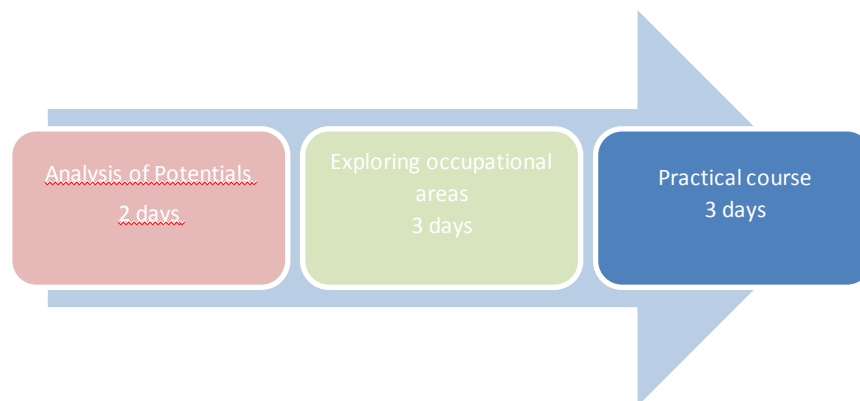 Analysis of Potentials
2 days
Exploring occupational
areas
3 days
Practical course
3 days